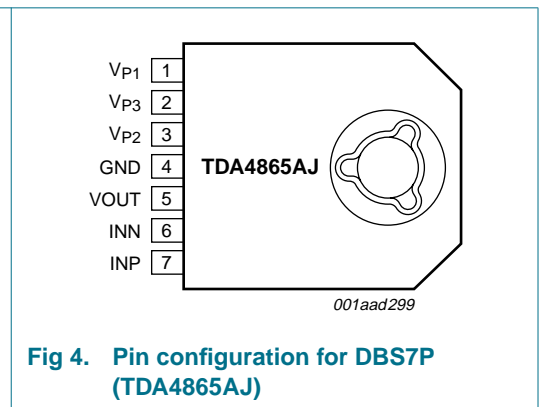 VP1 1
VP3 2
VP2 3
GND 4
VOUT 5
INN 6
INP 7
TDA4865AJ
001aad299
Fig 4. Pin configuration for DBS7P
(TDA4865AJ)